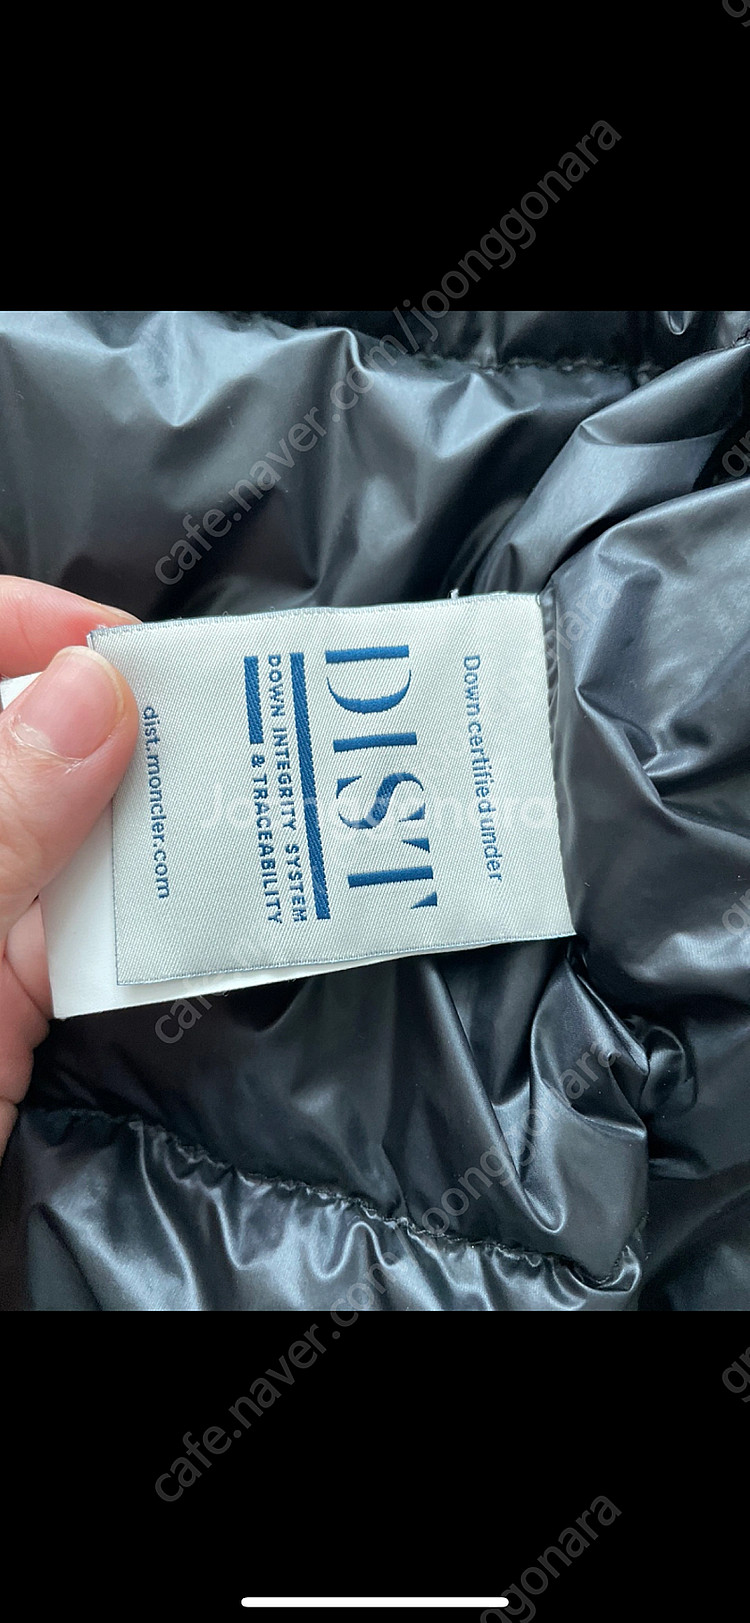 Down certified under
DIST
DOWN INTEGRITY SYSTEM
& TRACEABILITY
dist.moncler.com
cafe.naver.com/joonggonara
cafe.naver.com/joonggonara
cafe.naver.com/joonggonara